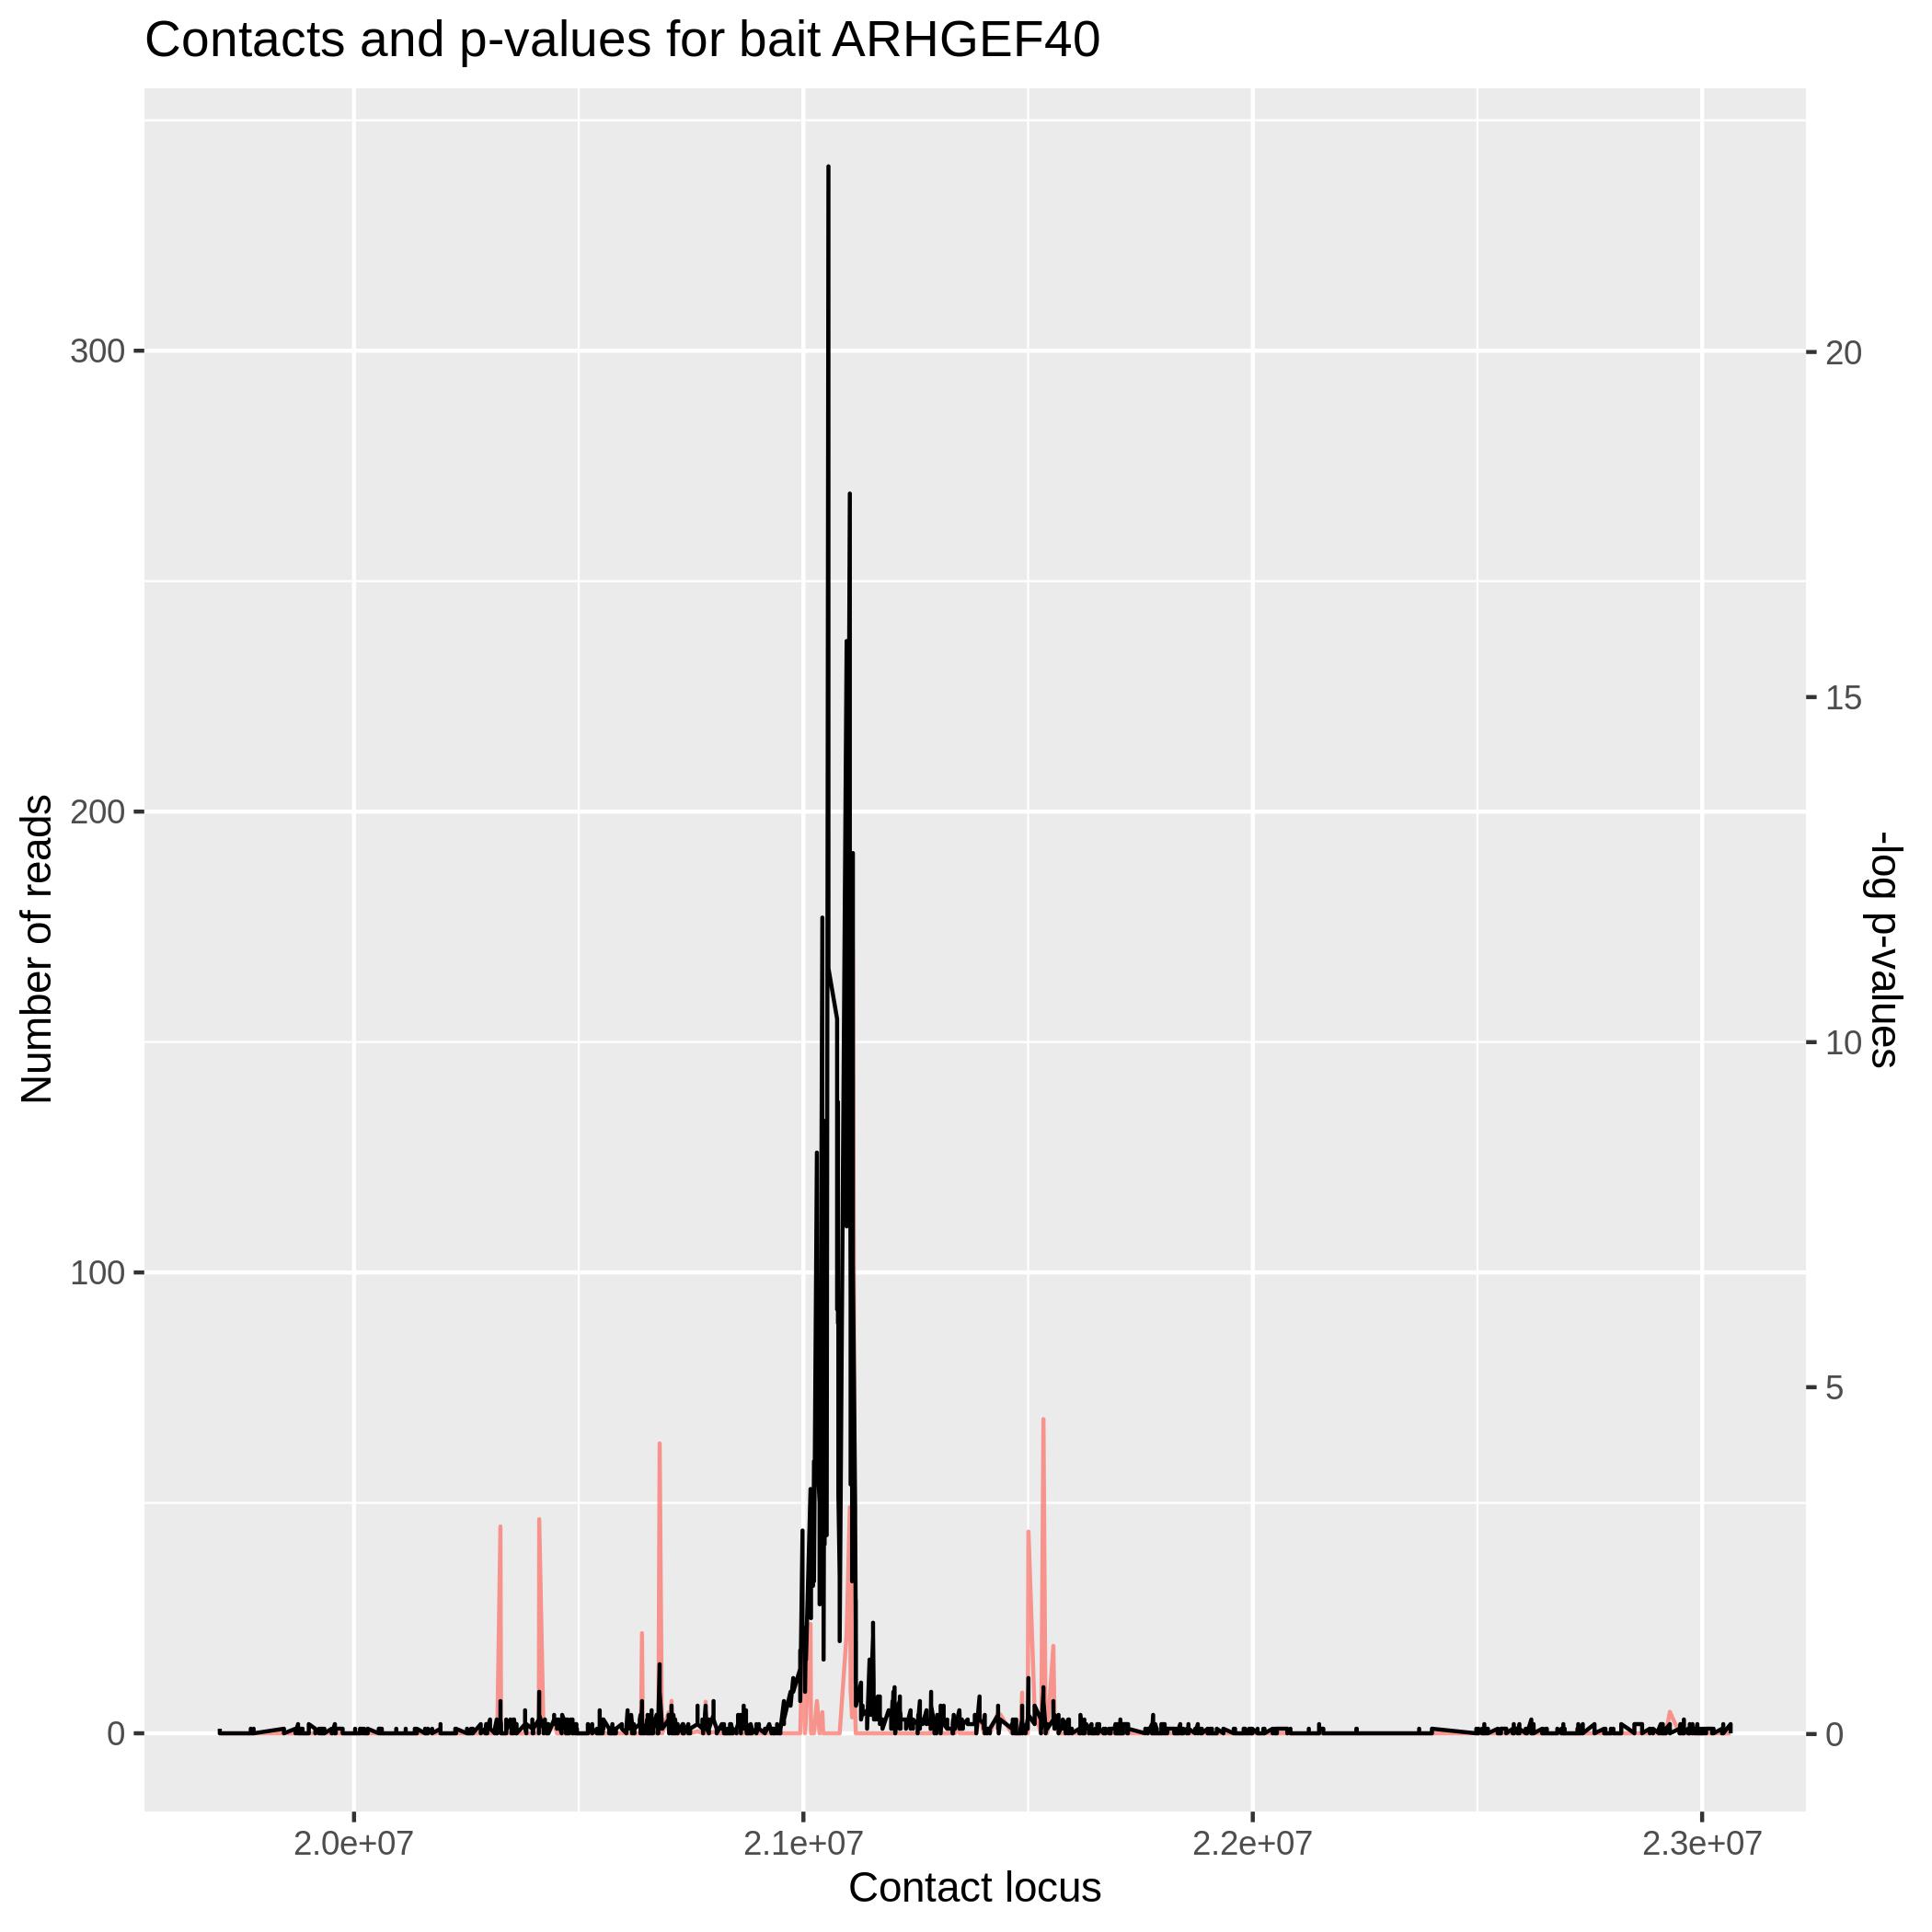 Contacts and p-values for bait ARHGEF40
Number of reads
300
200
100
0
20
15
10
5
0
-log p-values
2.0e+07
2.1e+07
2.2e+07
2.3e+07
Contact locus